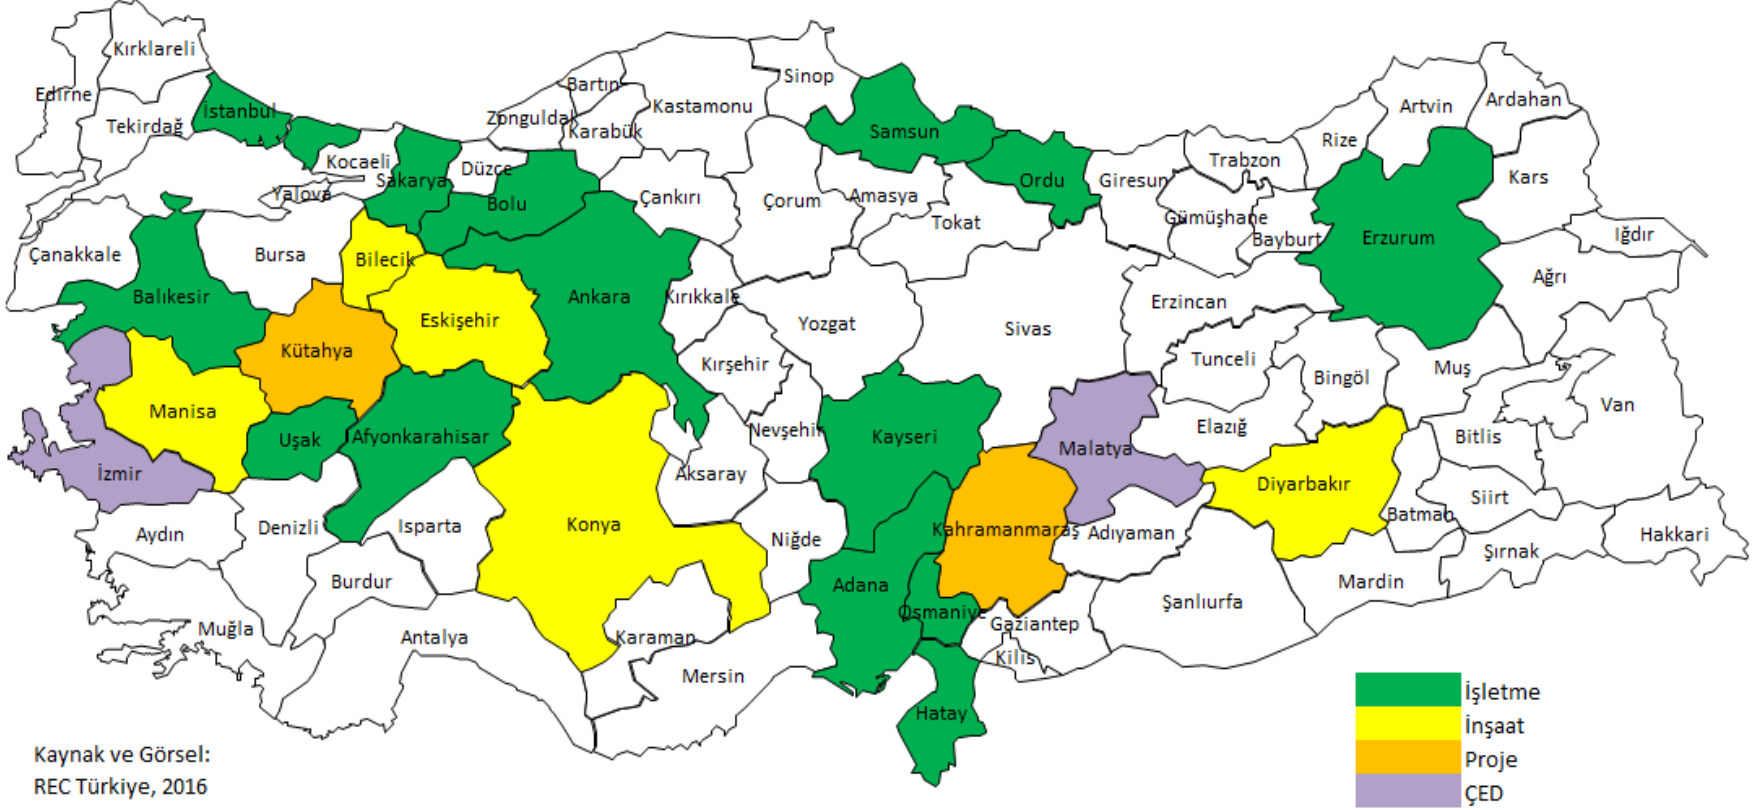 Kırklareli
Edirne
Tekirdağ
İstanbul
Kocaeli
Yalova
Sakarya
Düzce
Bolu
Zonguldak
Bartın
Karabük
Kastamonu
Sinop
Çankırı
Çorum
Samsun
Amasya
Tokat
Ordu
Giresun
Trabzon
Gümüşhane
Bayburt
Rize
Artvin
Ardahan
Kars
Iğdır
Erzurum
Ağrı
Çanakkale
Bursa
Bilecik
Balıkesir
Kütahya
Eskişehir
Ankara
Kırıkkale
Yozgat
Sivas
Erzincan
Tunceli
Bingöl
Muş
Van
Kırşehir
Manisa
Uşak
Afyonkarahisar
Nevşehir
Kayseri
Malatya
Elazığ
Bitlis
İzmir
Aksaray
Diyarbakır
Siirt
Batman
Aydın
Denizli
Isparta
Konya
Niğde
Kahramanmaraş
Adıyaman
Şırnak
Hakkari
Burdur
Adana
Osmaniye
Gaziantep
Şanlıurfa
Mardin
Muğla
Antalya
Karaman
Mersin
Kilis
Hatay
Kaynak ve Görsel:
REC Türkiye, 2016
İşletme
İnşaat
Proje
ÇED